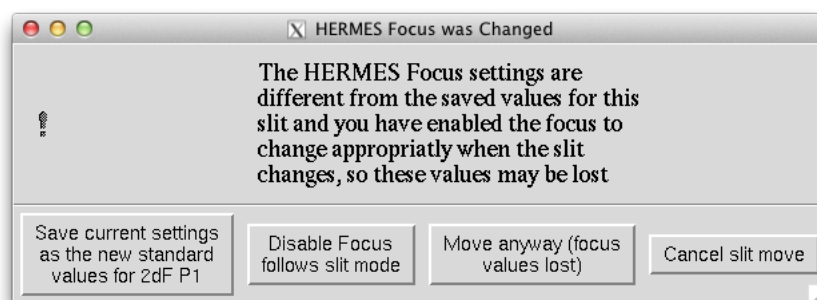 HERMES Focus was Changed
The HERMES Focus settings are
different from the saved values for this
slit and you have enabled the focus to
change appropriatly when the slit
changes, so these values may be lost
Save current settings
as the new standard
values for 2dF P1
Disable Focus
follows slit mode
Move anyway (focus
values lost)
Cancel slit move